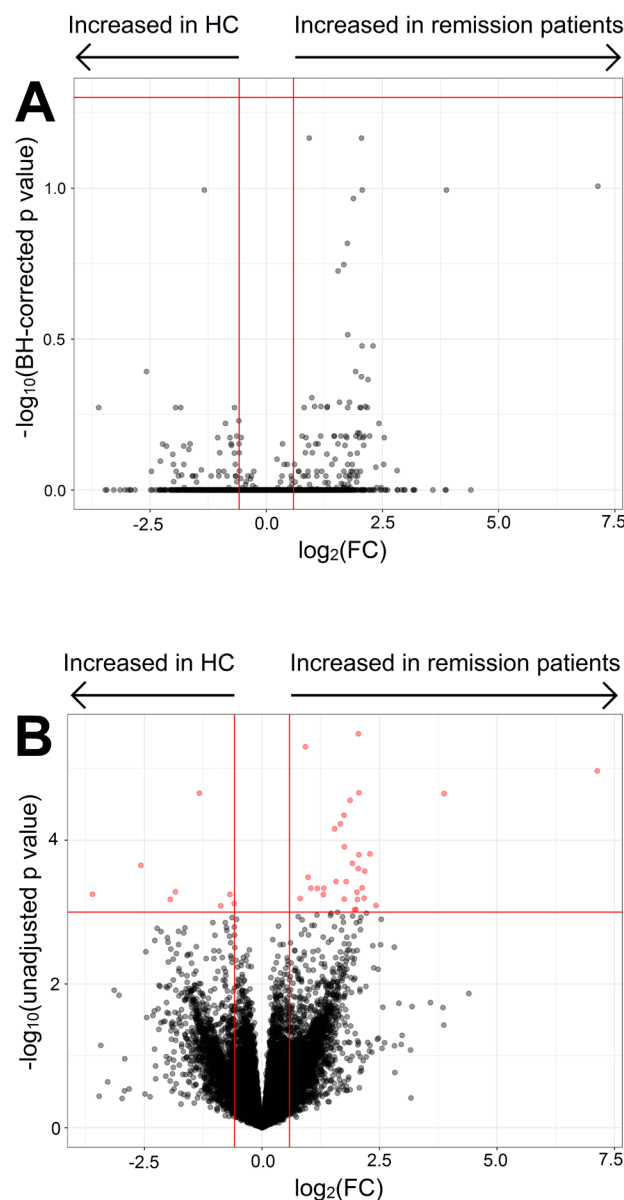 Increased in HC Increased in remission patients
A
-log₁₀(BH-corrected p value)
1.0
0.5
0.0
-2.5 0.0 2.5 5.0 7.5
log₂(FC)
Increased in HC Increased in remission patients
B
-log₁₀(unadjusted p value)
4
2
0
-2.5 0.0 2.5 5.0 7.5
log₂(FC)